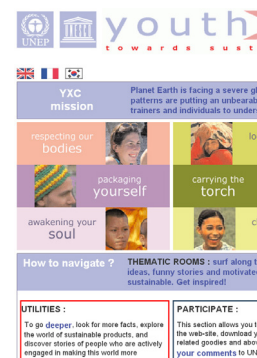 UNEP
youth
towards sust
YXC
mission
Planet Earth is facing a severe
patterns are putting an unbearab
trainers and individuals to under
respecting our
bodies
lo
packaging
yourself
carrying the
torch
awakening your
soul
c
How to navigate ?
THEMATIC ROOMS : surf along t
ideas, funny stories and motivate
sustainable. Get inspired!
UTILITIES :
To go deeper, look for more facts, explore
the world of sustainable products, and
discover stories of people who are actively
engaged in making this world more
PARTICIPATE :
This section allows you t
the web-site, download y
related goodies and abov
your comments to UN